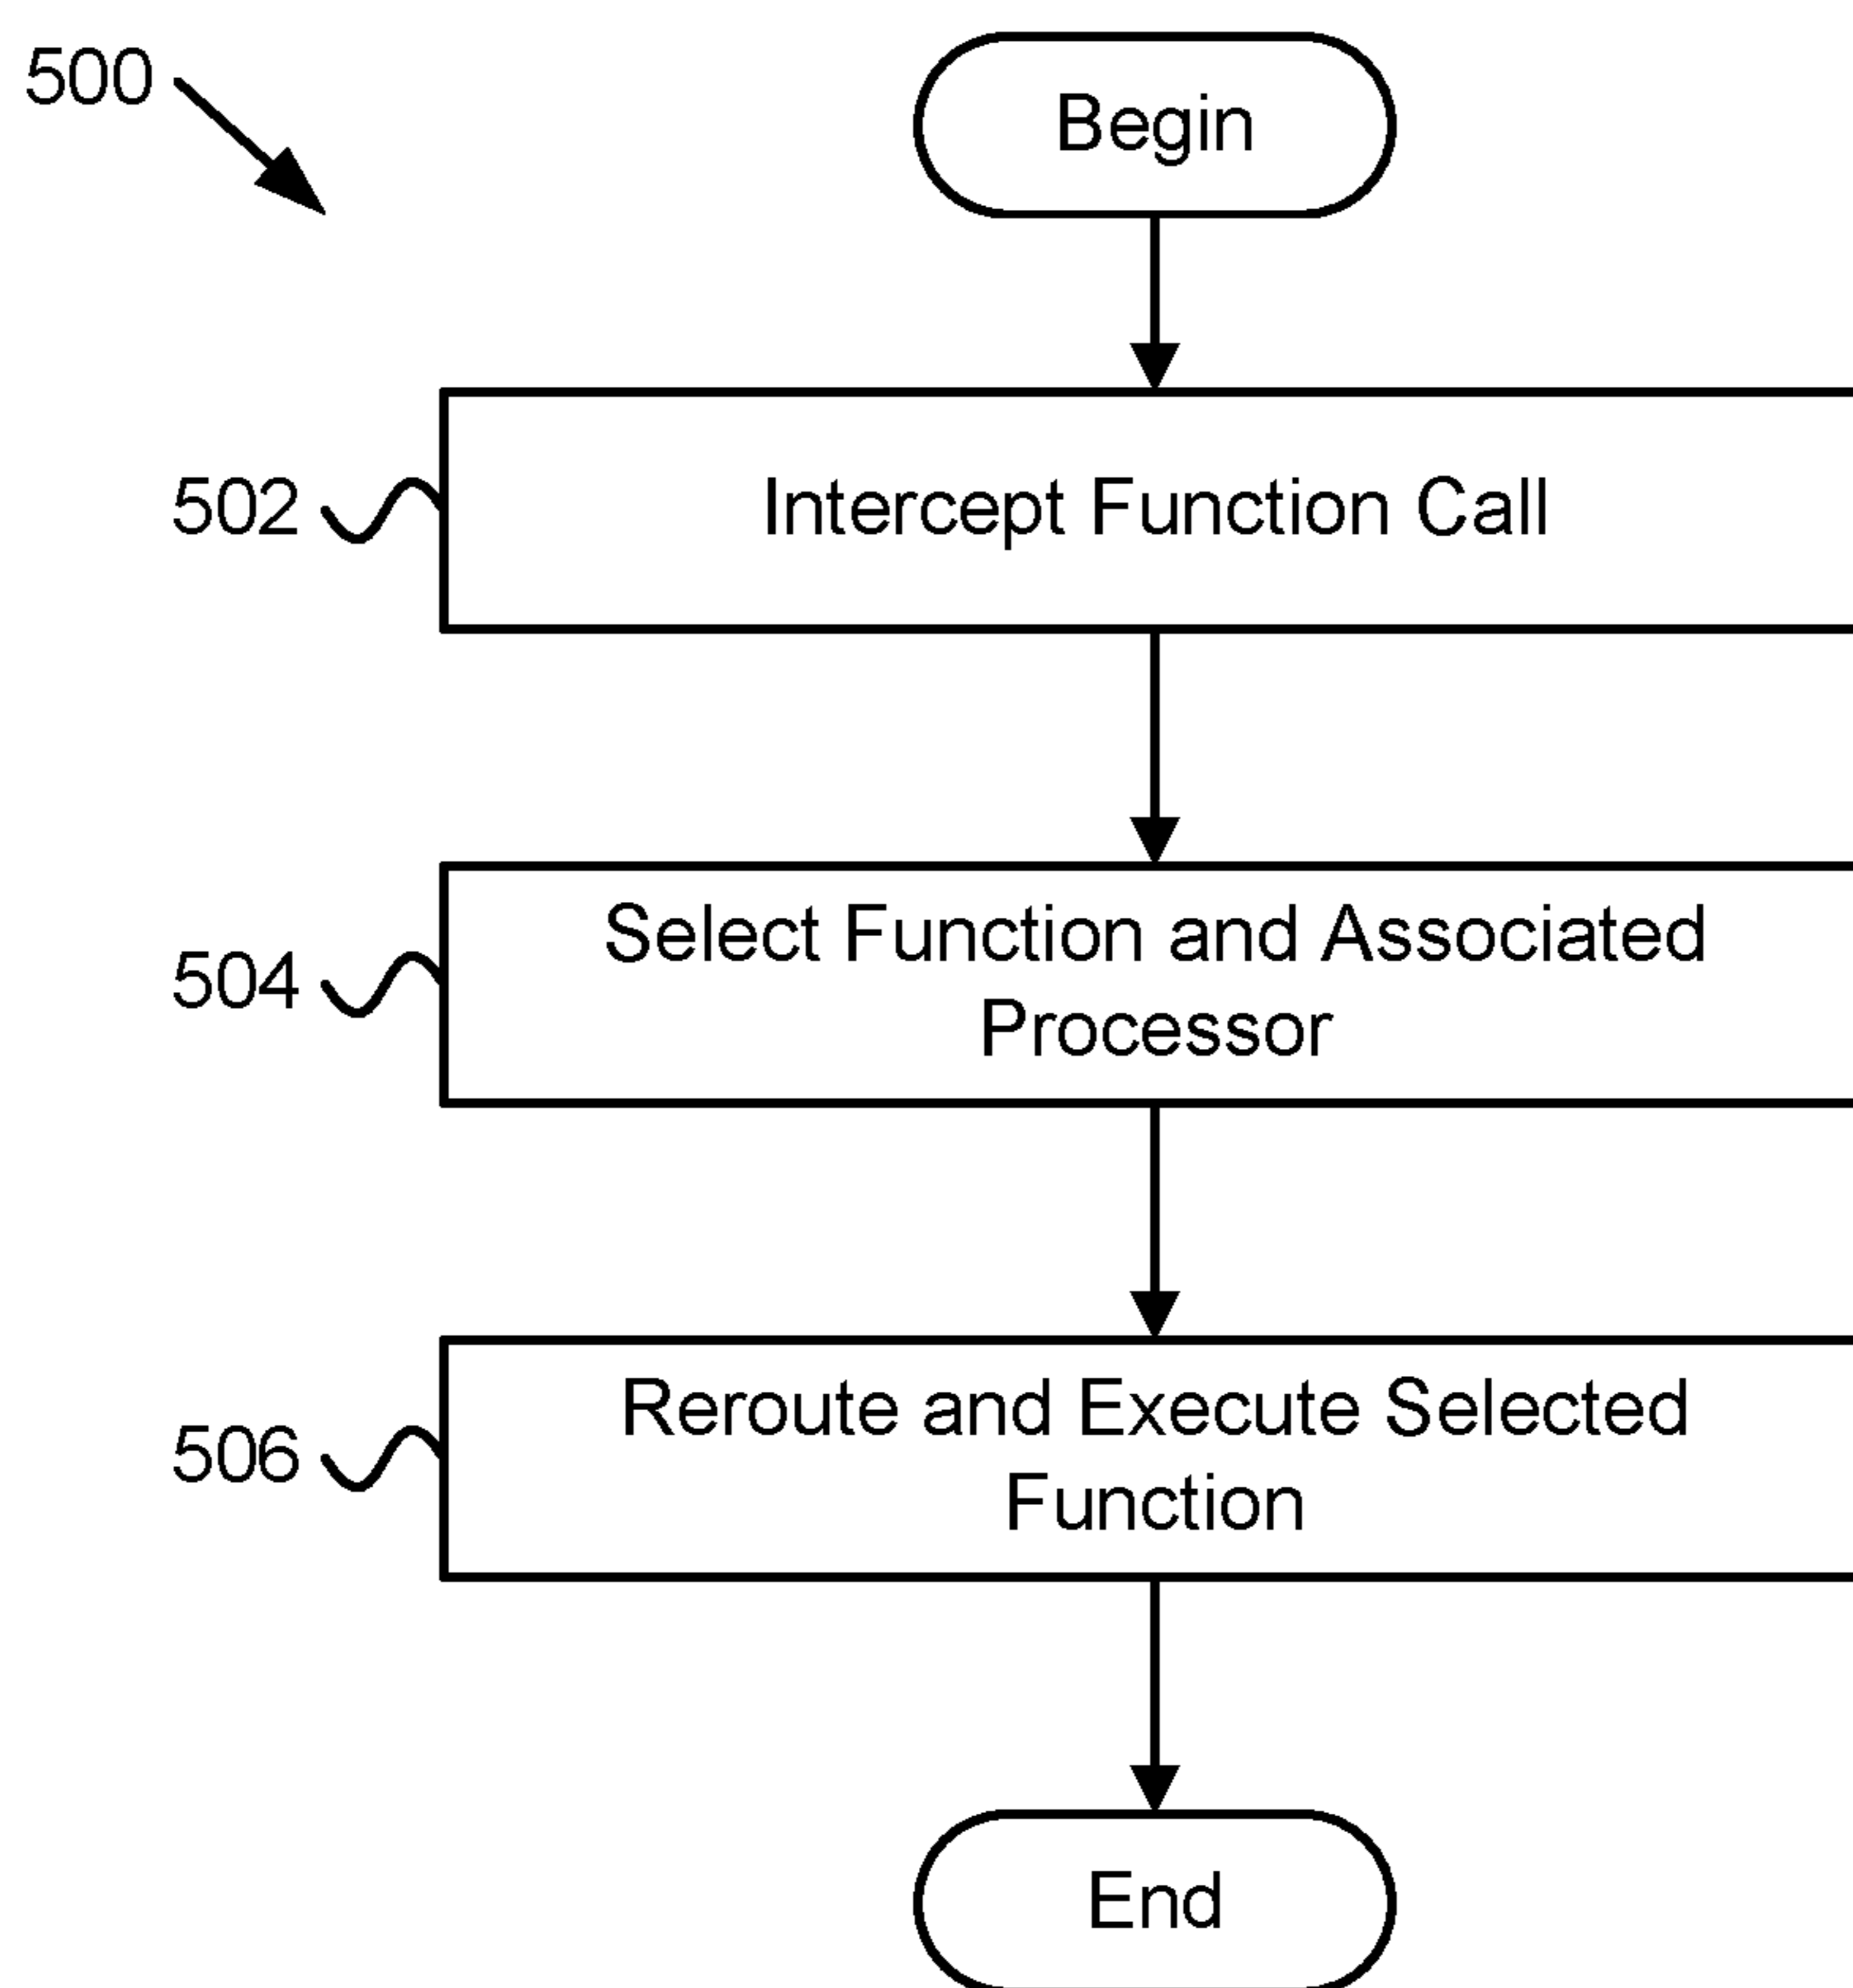 500
Begin
502
Intercept Function Call
504
Select Function and Associated
Processor
506
Reroute and Execute Selected
Function
End